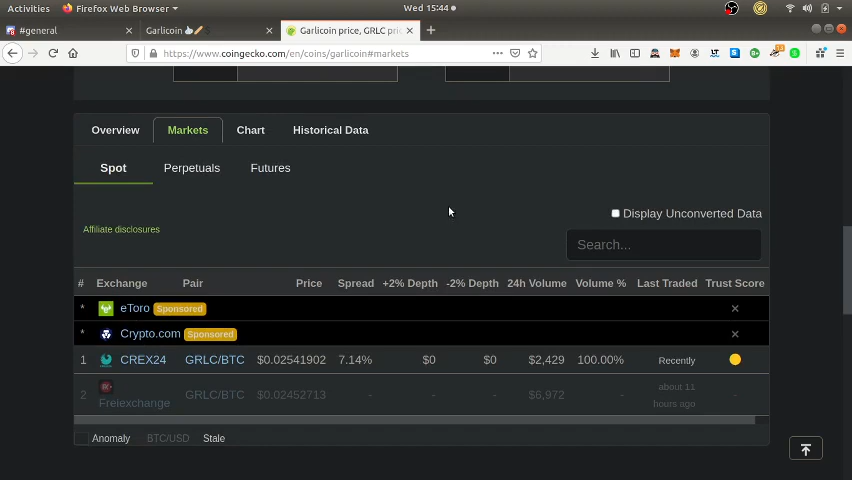 Activities Firefox Web Browser Wed 15:44
#general Garlicoin Garlicoin price, GRLC pric
https://www.coingecko.com/en/coins/garlicoin#markets
Overview Markets Chart Historical Data
Spot Perpetuals Futures
Display Unconverted Data
Affiliate disclosures
Search...
# Exchange Pair Price Spread +2% Depth -2% Depth 24h Volume Volume % Last Traded Trust Score
* eToro Sponsored ×
* Crypto.com Sponsored ×
1 CREX24 GRLC/BTC $0.02541902 7.14% $0 $0 $2,429 100.00% Recently
2 Freiexchange GRLC/BTC $0.02452713 - - - $6,972 - about 11 hours ago -
Anomaly BTC/USD Stale